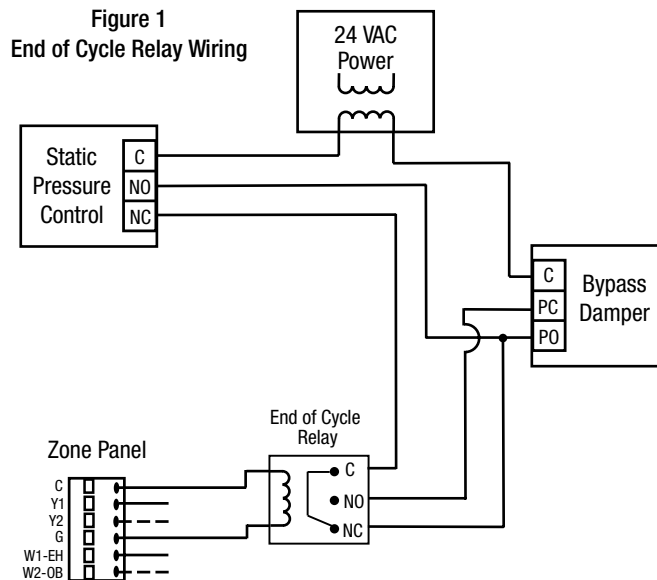 Figure 1
End of Cycle Relay Wiring
24 VAC
Power
Static
Pressure
Control
C
NO
NC
C
PC
PO
Bypass
Damper
End of Cycle
Relay
C
NO
NC
Zone Panel
C
Y1
Y2
G
W1-EH
W2-OB